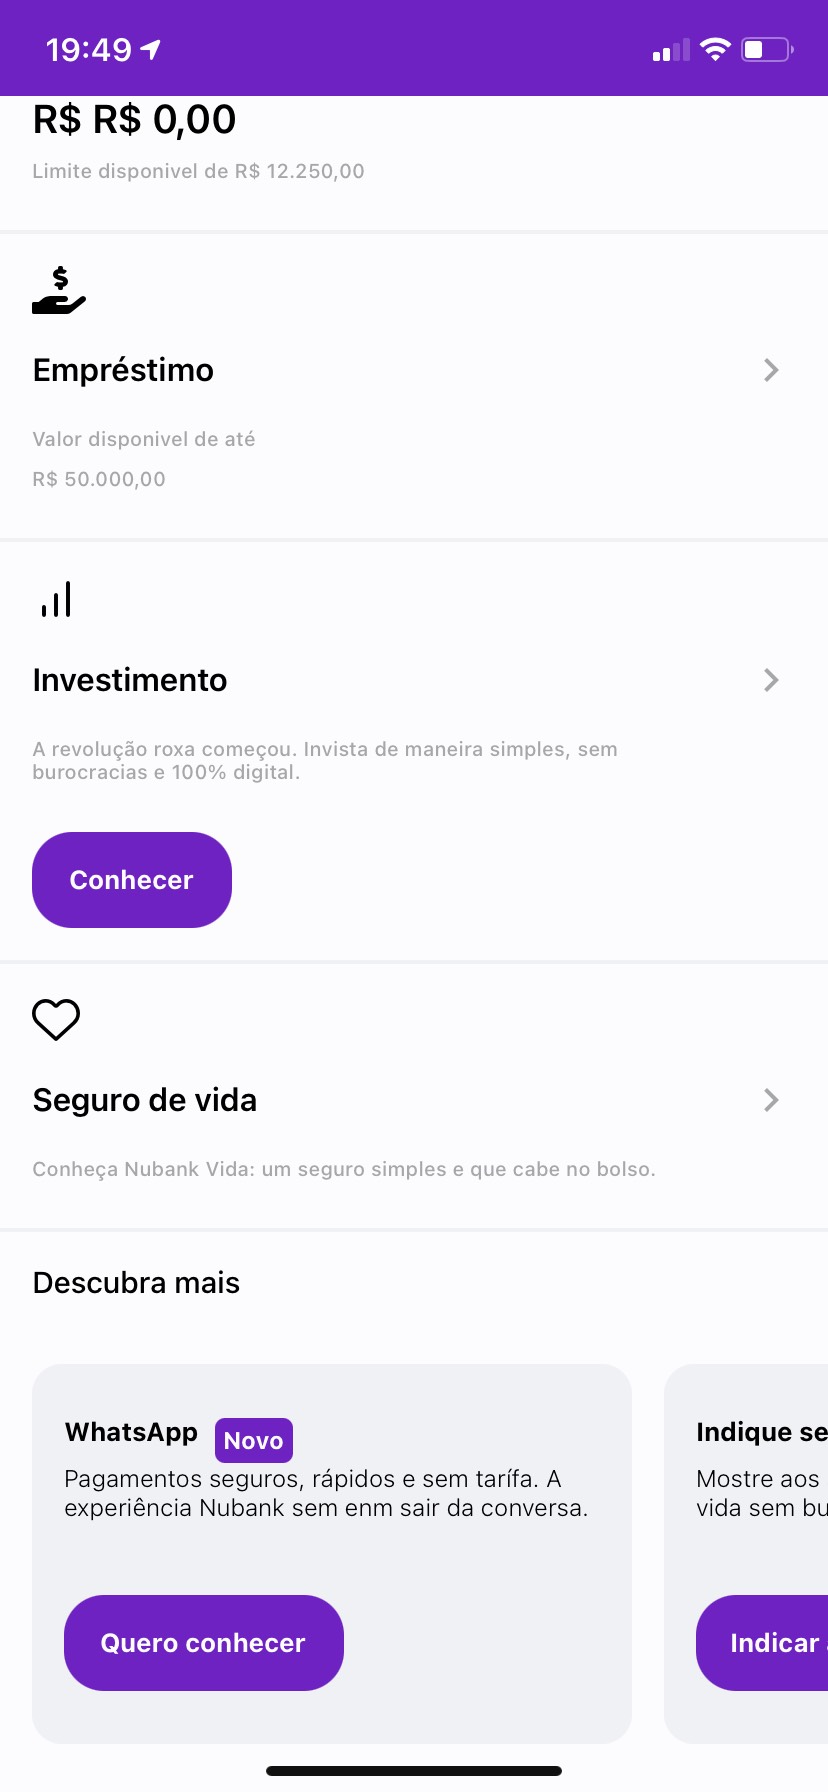 19:49
R$ R$ 0,00
Limite disponivel de R$ 12.250,00
$
Empréstimo
Valor disponivel de até
R$ 50.000,00
Investimento
A revolução roxa começou. Invista de maneira simples, sem
burocracias e 100% digital.
Conhecer
Seguro de vida
Conheça Nubank Vida: um seguro simples e que cabe no bolso.
Descubra mais
WhatsApp Novo
Pagamentos seguros, rápidos e sem tarífa. A
experiência Nubank sem enm sair da conversa.
Quero conhecer
Indique se
Mostre aos
vida sem bu
Indicar